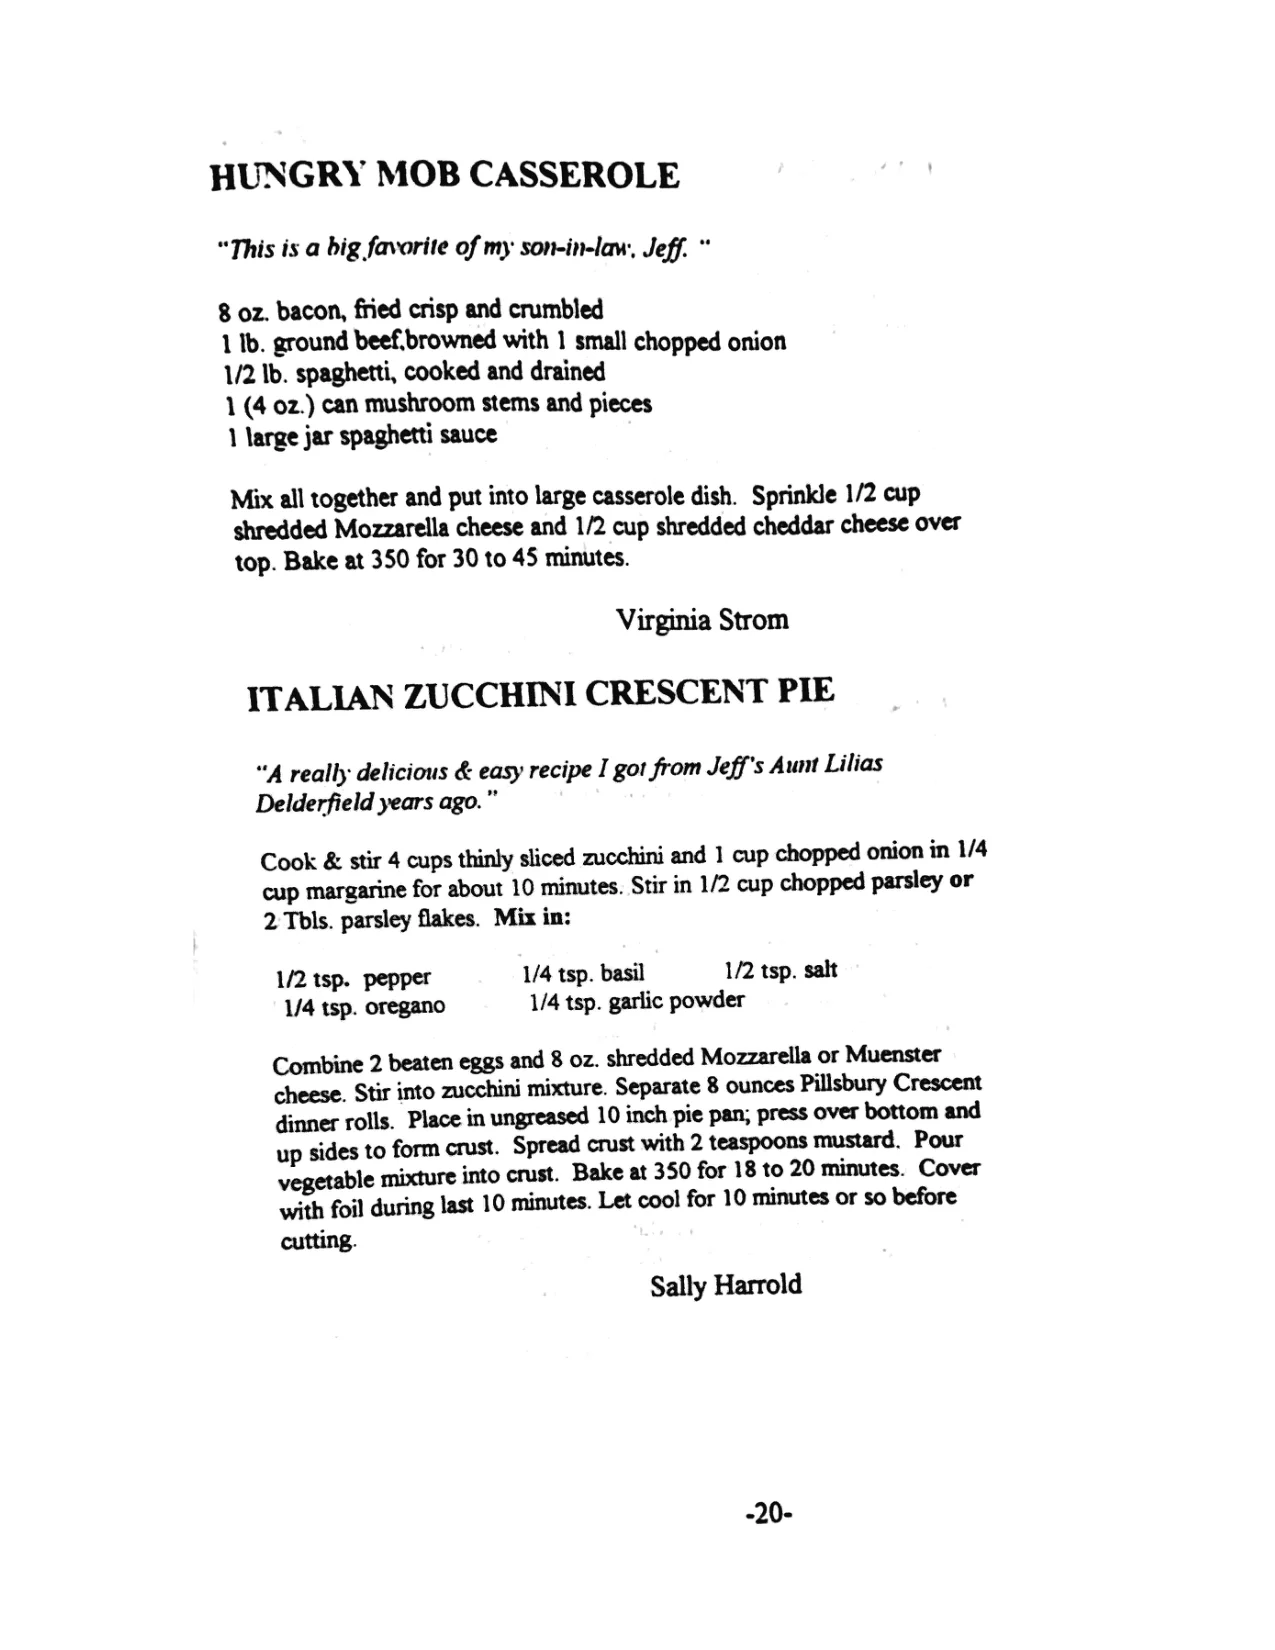 HUNGRY MOB CASSEROLE
"This is a big favorite of my son-in-law, Jeff. "
8 oz. bacon, fried crisp and crumbled
1 lb. ground beef,browned with 1 small chopped onion
1/2 lb. spaghetti, cooked and drained
1 (4 oz.) can mushroom stems and pieces
1 large jar spaghetti sauce
Mix all together and put into large casserole dish. Sprinkle 1/2 cup
shredded Mozzarella cheese and 1/2 cup shredded cheddar cheese over
top. Bake at 350 for 30 to 45 minutes.
Virginia Strom
ITALIAN ZUCCHINI CRESCENT PIE
"A really delicious & easy recipe I got from Jeff's Aunt Lilias
Delderfield years ago."
Cook & stir 4 cups thinly sliced zucchini and 1 cup chopped onion in 1/4
cup margarine for about 10 minutes. Stir in 1/2 cup chopped parsley or
2 Tbls. parsley flakes. Mix in:
1/2 tsp. pepper 1/4 tsp. basil 1/2 tsp. salt
1/4 tsp. oregano 1/4 tsp. garlic powder
Combine 2 beaten eggs and 8 oz. shredded Mozzarella or Muenster
cheese. Stir into zucchini mixture. Separate 8 ounces Pillsbury Crescent
dinner rolls. Place in ungreased 10 inch pie pan; press over bottom and
up sides to form crust. Spread crust with 2 teaspoons mustard. Pour
vegetable mixture into crust. Bake at 350 for 18 to 20 minutes. Cover
with foil during last 10 minutes. Let cool for 10 minutes or so before
cutting.
Sally Harrold
-20-